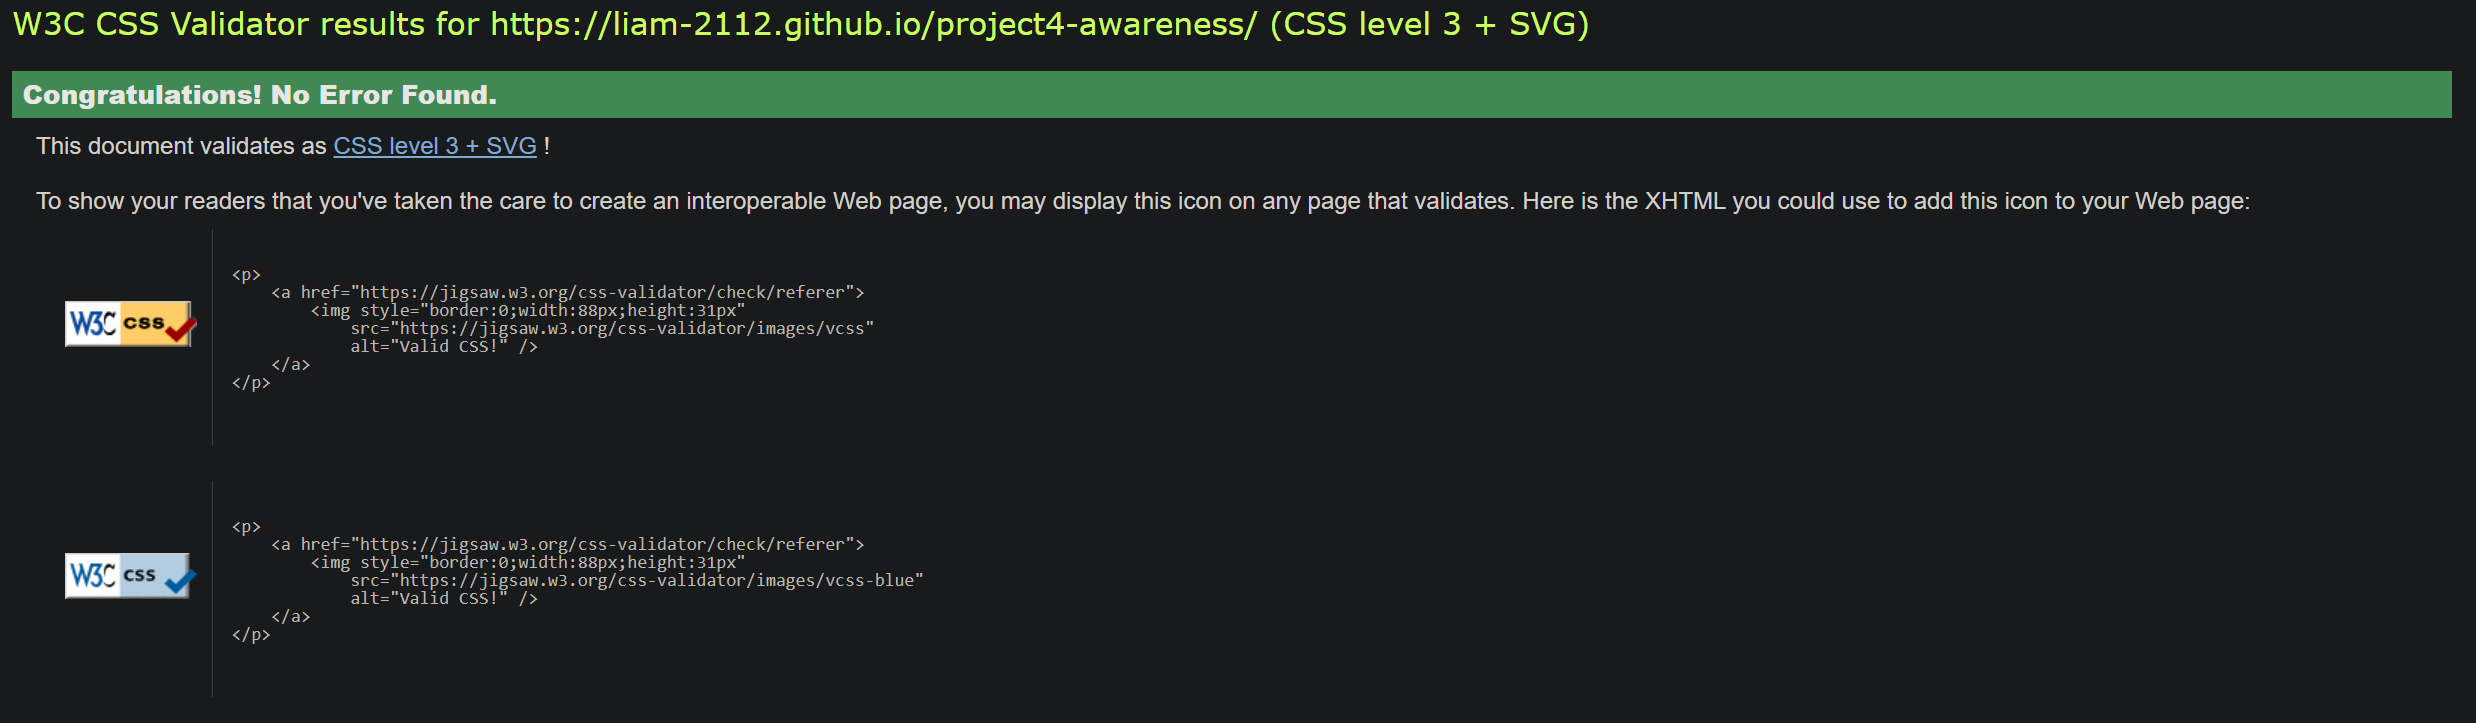 W3C CSS Validator results for https://liam-2112.github.io/project4-awareness/ (CSS level 3 + SVG)
Congratulations! No Error Found.
This document validates as CSS level 3 + SVG !
To show your readers that you've taken the care to create an interoperable Web page, you may display this icon on any page that validates. Here is the XHTML you could use to add this icon to your Web page:
W3C css
<p>
    <a href="https://jigsaw.w3.org/css-validator/check/referer">
        <img style="border:0;width:88px;height:31px"
            src="https://jigsaw.w3.org/css-validator/images/vcss"
            alt="Valid CSS!" />
    </a>
</p>
W3C css
<p>
    <a href="https://jigsaw.w3.org/css-validator/check/referer">
        <img style="border:0;width:88px;height:31px"
            src="https://jigsaw.w3.org/css-validator/images/vcss-blue"
            alt="Valid CSS!" />
    </a>
</p>